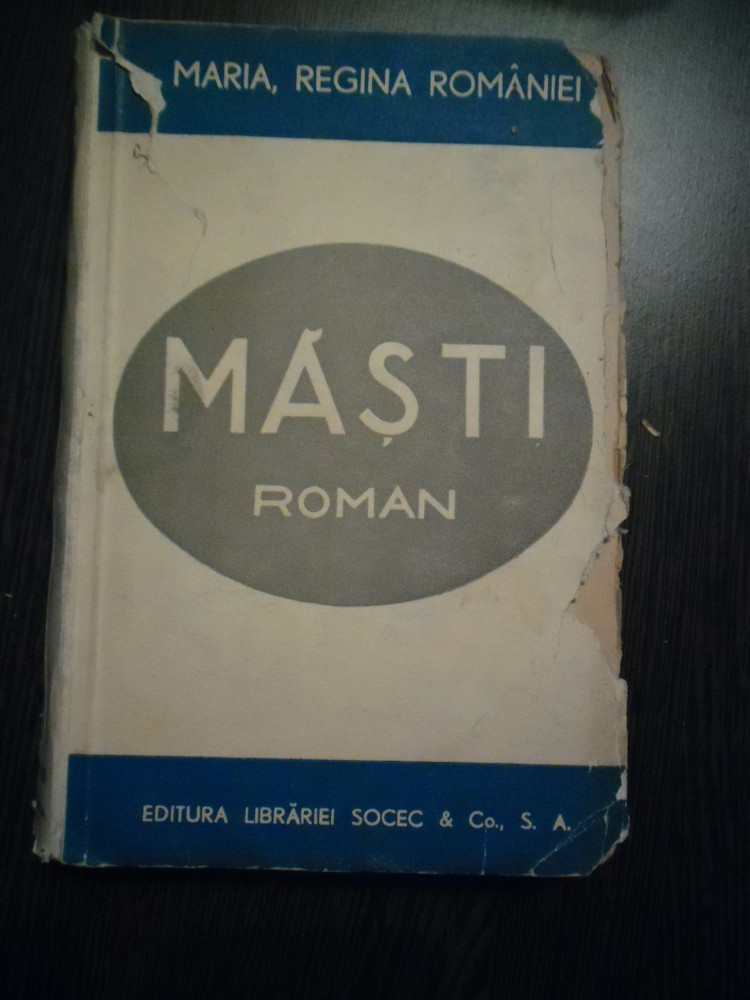 MARIA, REGINA ROMÂNIEI
MĂȘTI
ROMAN
EDITURA LIBRĂRIEI SOCEC & Co., S. A.